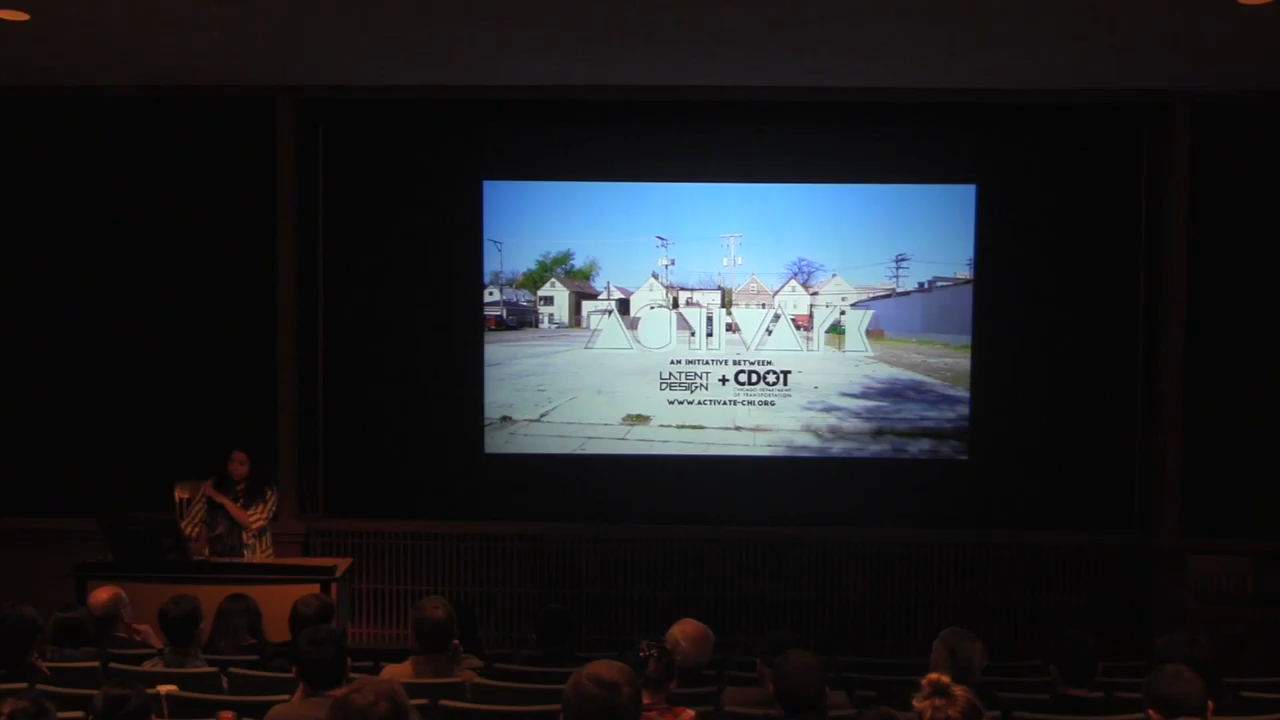 ACTIVATE
AN INITIATIVE BETWEEN:
LATENT DESIGN + CDOT
CHICAGO DEPARTMENT
OF TRANSPORTATION
WWW.ACTIVATE-CHI.ORG